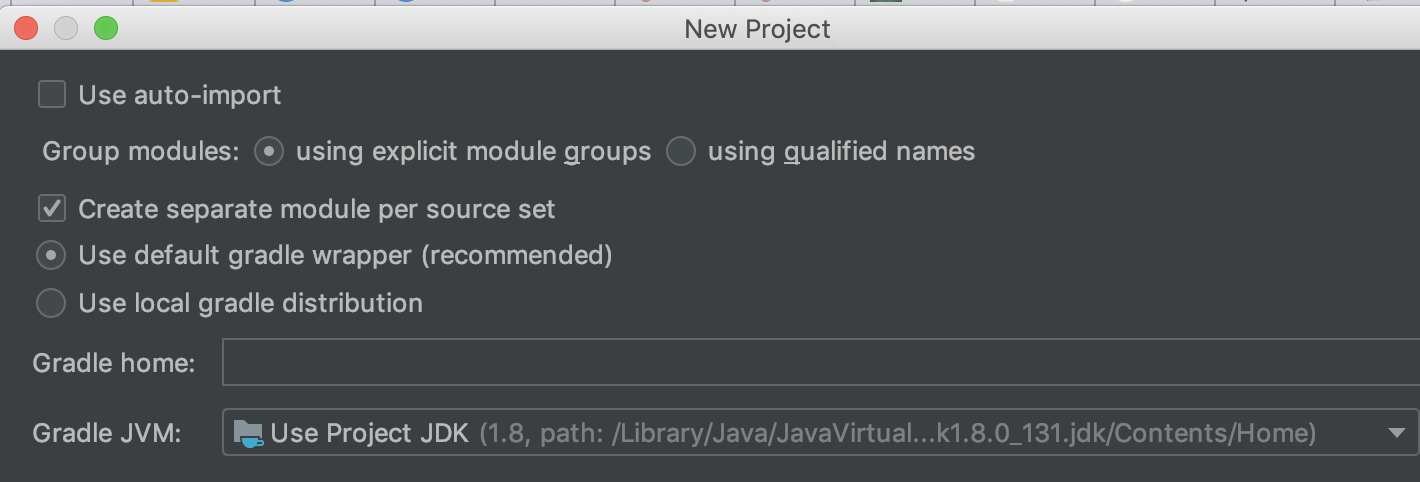 New Project
Use auto-import
Group modules: using explicit module groups using qualified names
Create separate module per source set
Use default gradle wrapper (recommended)
Use local gradle distribution
Gradle home:
Gradle JVM: Use Project JDK (1.8, path: /Library/Java/JavaVirtual...k1.8.0_131.jdk/Contents/Home)